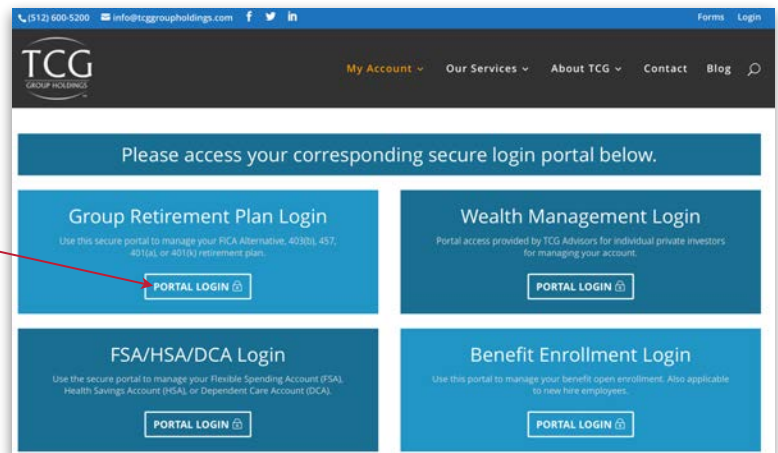 (512) 600-5200 info@tcggroupholdings.com Forms Login
TCG
GROUP HOLDINGS
My Account Our Services About TCG Contact Blog
Please access your corresponding secure login portal below.
Group Retirement Plan Login
Use this secure portal to manage your FICA Alternative, 403(b), 457,
401(a), or 401(k) retirement plan.
PORTAL LOGIN
Wealth Management Login
Portal access provided by TCG Advisors for individual private investors
for managing your account.
PORTAL LOGIN
FSA/HSA/DCA Login
Use the secure portal to manage your Flexible Spending Account (FSA),
Health Savings Account (HSA), or Dependent Care Account (DCA).
PORTAL LOGIN
Benefit Enrollment Login
Use this portal to manage your benefit open enrollment. Also applicable
to new hire employees.
PORTAL LOGIN